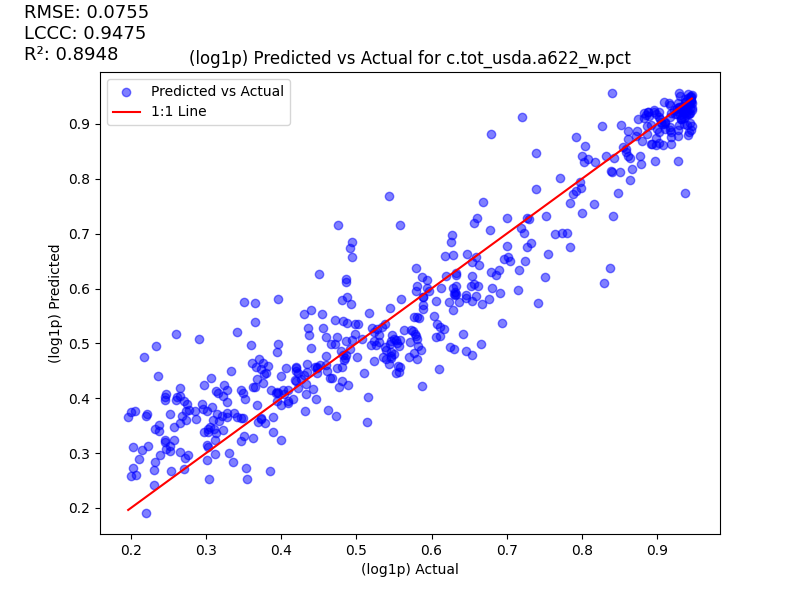 RMSE: 0.0755
LCCC: 0.9475
R²: 0.8948
(log1p) Predicted vs Actual for c.tot_usda.a622_w.pct
Predicted vs Actual
1:1 Line
0.9
0.8
0.7
0.6
0.5
0.4
0.3
0.2
(log1p) Predicted
0.2 0.3 0.4 0.5 0.6 0.7 0.8 0.9
(log1p) Actual